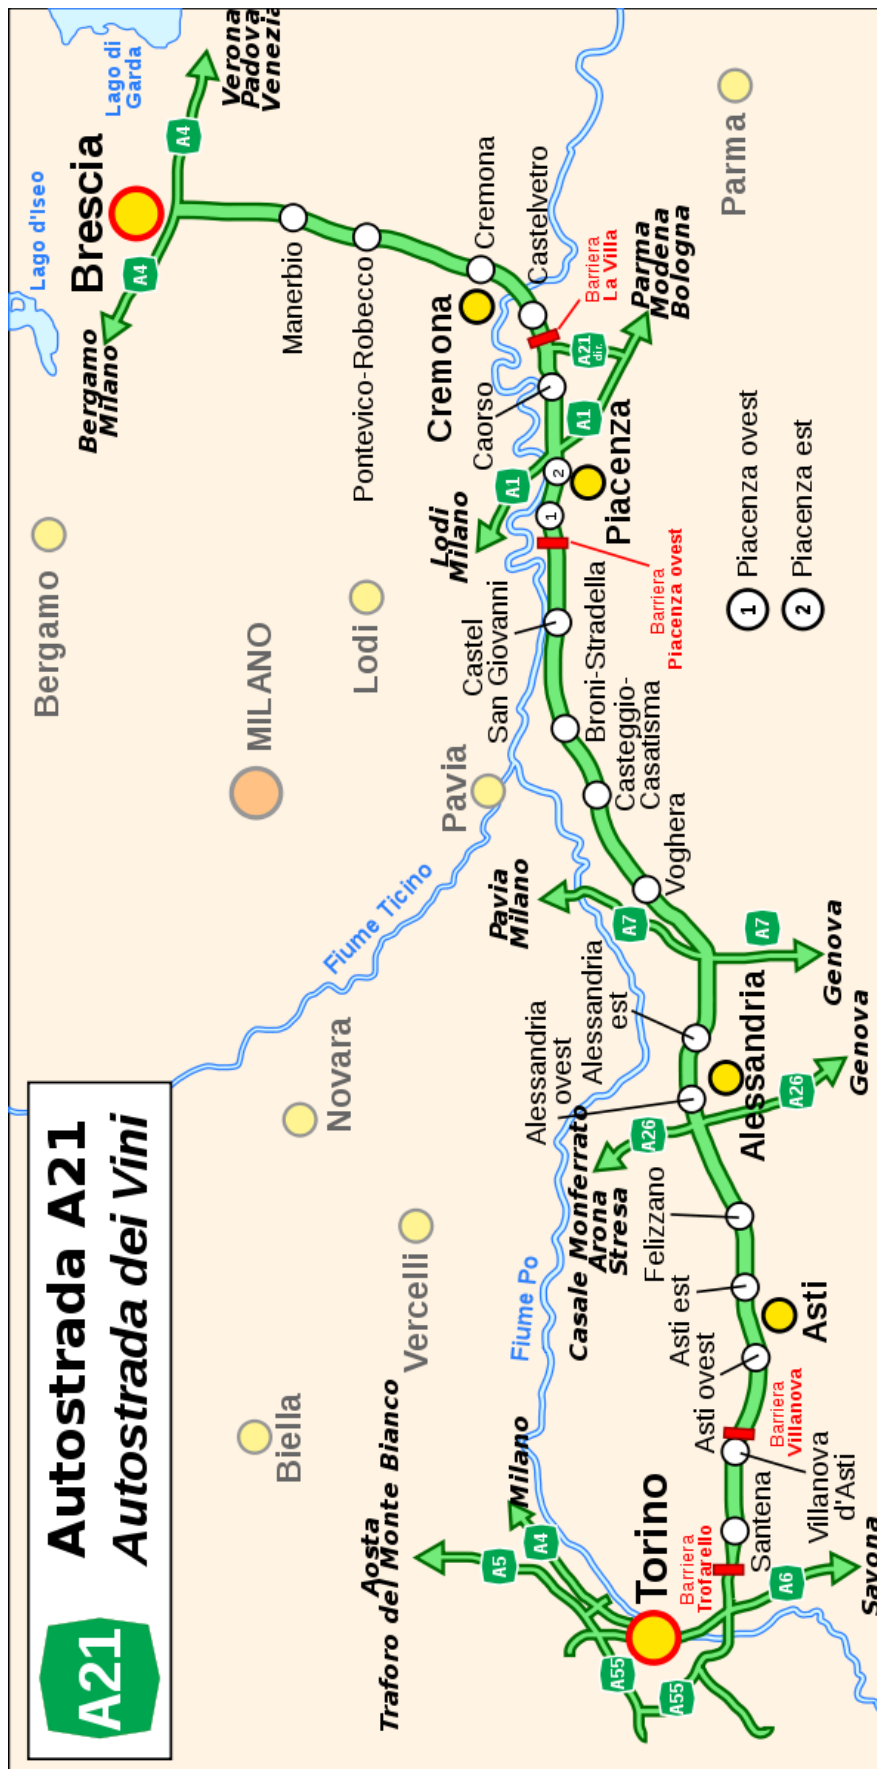 A21
Autostrada A21
Autostrada dei Vini
Aosta
Traforo del Monte Bianco
Milano
A5
A4
A55
A55
A6
Torino
Savona
Barriera
Trofarello
Santena
Villanova
d'Asti
Barriera
Villanova
Asti ovest
Asti
Asti est
Felizzano
Biella
Vercelli
Novara
Fiume Po
Casale Monferrato
Arona
Stresa
A26
A26
Genova
Alessandria
ovest
Alessandria
Alessandria
est
A7
A7
Pavia
Milano
Genova
Voghera
Casteggio-
Casatisma
Broni-Stradella
Castel
San Giovanni
Fiume Ticino
Pavia
MILANO
Lodi
Bergamo
Barriera
Piacenza ovest
1
2
Piacenza
Lodi
Milano
A1
A1
Caorso
A21
dir.
Parma
Modena
Bologna
Barriera
La Villa
Castelvetro
Cremona
Cremona
Pontevico-Robecco
Manerbio
Brescia
A4
A4
Bergamo
Milano
Verona
Padova
Venezia
Lago d'Iseo
Lago di
Garda
Parma
1 Piacenza ovest
2 Piacenza est